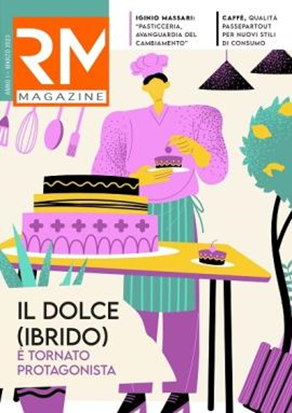 ANNO I - MARZO 2022
RM
MAGAZINE
IGINIO MASSARI:
"PASTICCERIA,
AVANGUARDIA DEL
CAMBIAMENTO"
CAFFÈ, QUALITÀ
PASSEPARTOUT
PER NUOVI STILI
DI CONSUMO
IL DOLCE
(IBRIDO)
È TORNATO
PROTAGONISTA